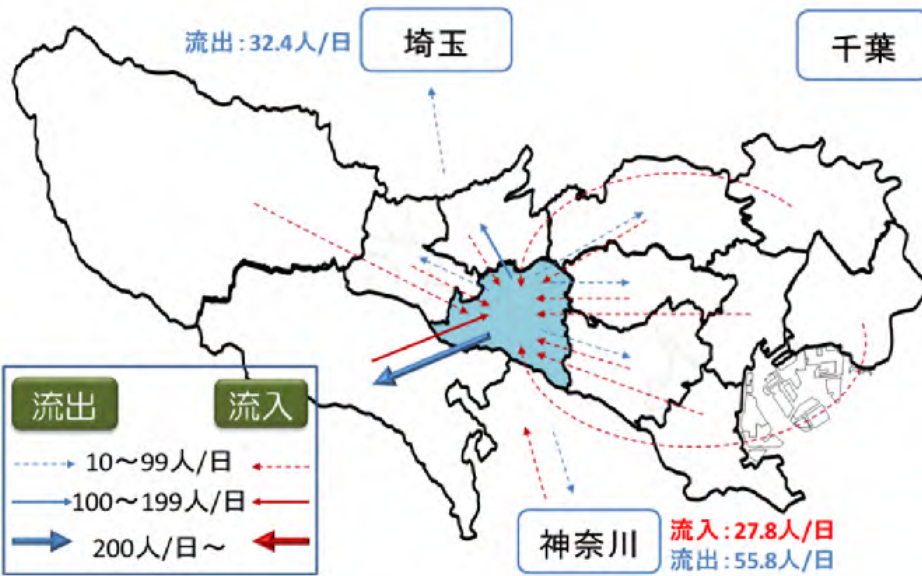 流出:32.4人/日
埼玉
千葉
流出
流入
10～99人/日
100～199人/日
200人/日～
神奈川
流入:27.8人/日
流出:55.8人/日